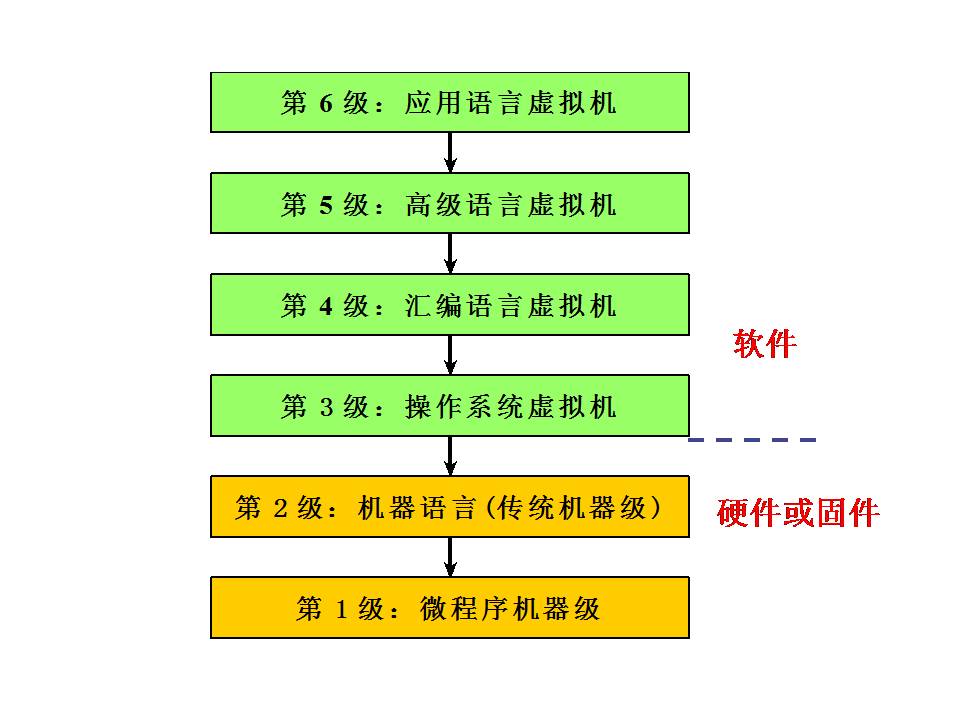 第 6 级：应用语言虚拟机
第 5 级：高级语言虚拟机
第 4 级：汇编语言虚拟机
软件
第 3 级：操作系统虚拟机
第 2 级：机器语言(传统机器级)
硬件或固件
第 1 级：微程序机器级